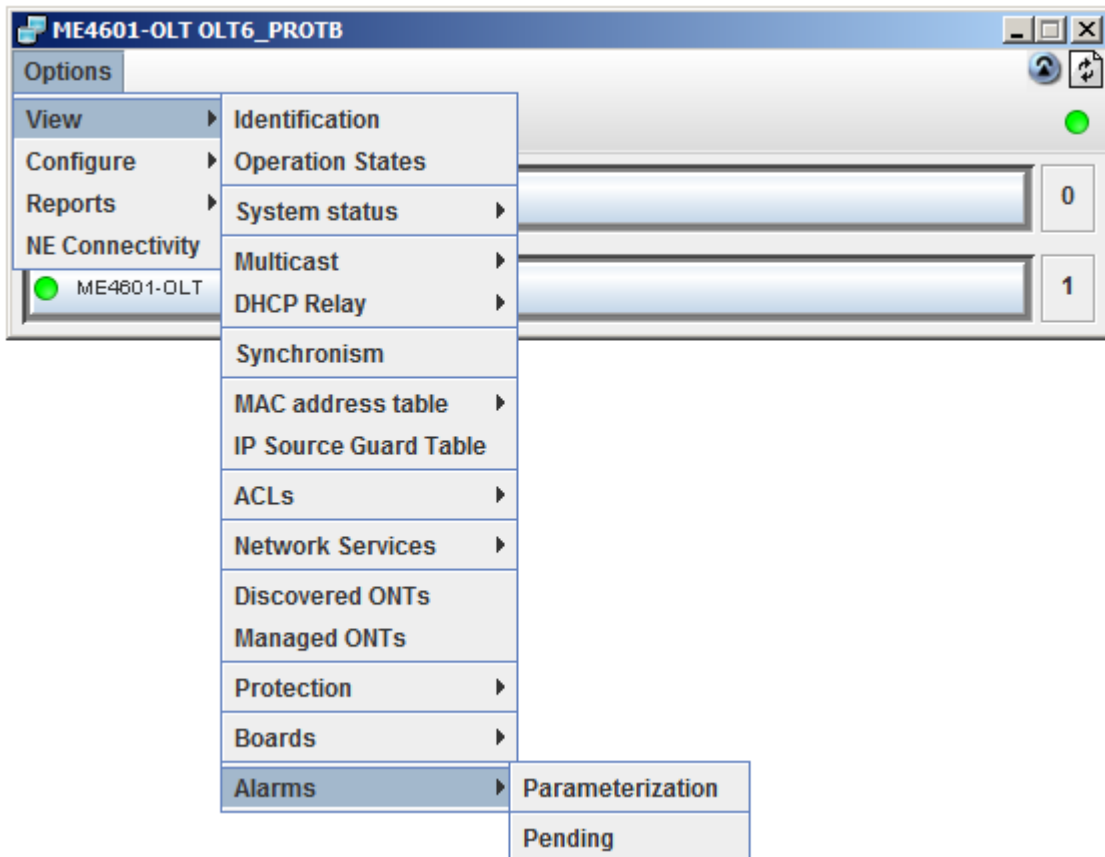 ME4601-OLT OLT6_PROTB
Options
View
Configure
Reports
NE Connectivity
Identification
Operation States
System status
Multicast
DHCP Relay
Synchronism
MAC address table
IP Source Guard Table
ACLs
Network Services
Discovered ONTs
Managed ONTs
Protection
Boards
Alarms
Parameterization
Pending
0
ME4601-OLT
1